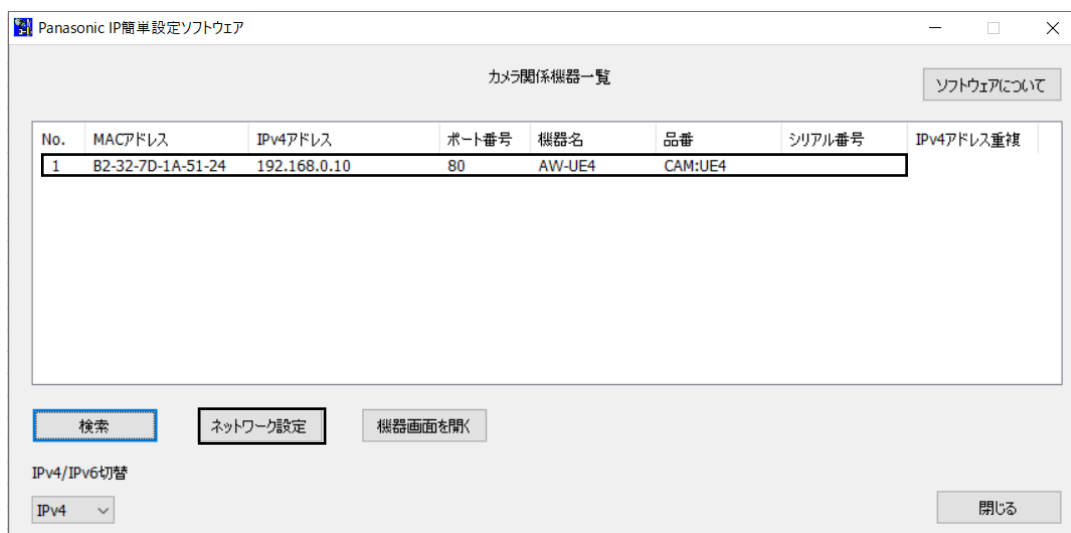 Panasonic IP簡単設定ソフトウェア
カメラ関係機器一覧
ソフトウェアについて
No. MACアドレス IPv4アドレス ポート番号 機器名 品番 シリアル番号 IPv4アドレス重複
1 B2-32-7D-1A-51-24 192.168.0.10 80 AW-UE4 CAM:UE4
検索 ネットワーク設定 機器画面を開く
IPv4/IPv6切替
IPv4
閉じる